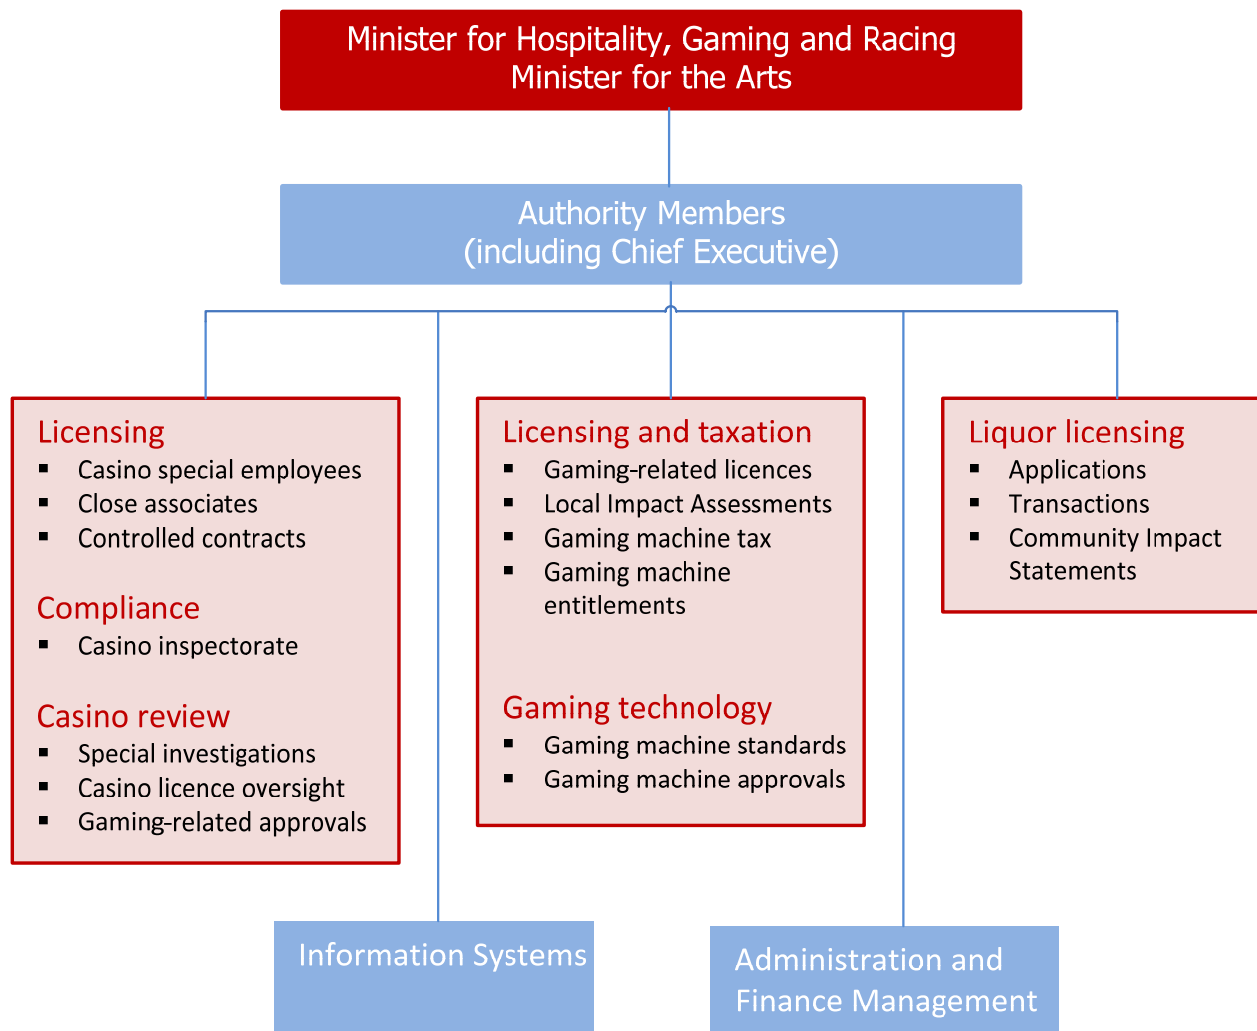 Minister for Hospitality, Gaming and Racing
Minister for the Arts
Authority Members
(including Chief Executive)
Licensing
▪ Casino special employees
▪ Close associates
▪ Controlled contracts
Compliance
▪ Casino inspectorate
Casino review
▪ Special investigations
▪ Casino licence oversight
▪ Gaming-related approvals
Licensing and taxation
▪ Gaming-related licences
▪ Local Impact Assessments
▪ Gaming machine tax
▪ Gaming machine
entitlements
Gaming technology
▪ Gaming machine standards
▪ Gaming machine approvals
Liquor licensing
▪ Applications
▪ Transactions
▪ Community Impact
Statements
Information Systems
Administration and
Finance Management